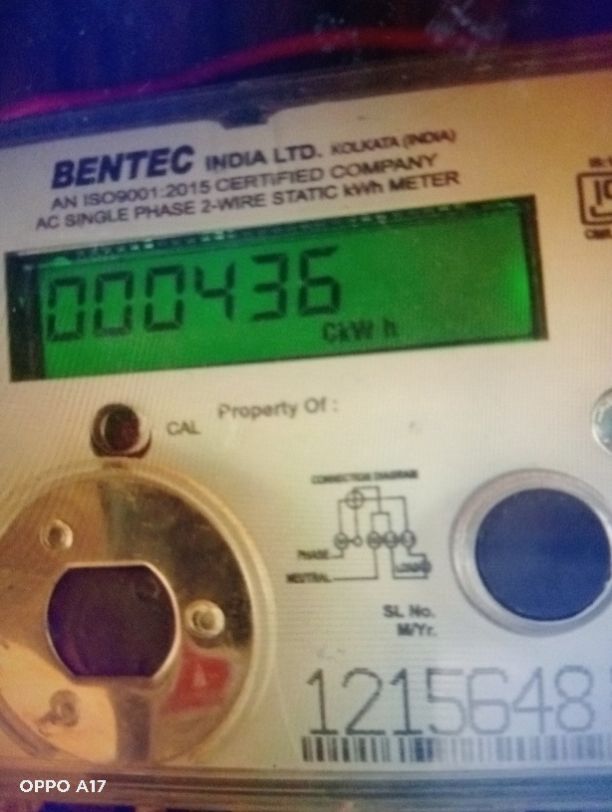 BENTEC INDIA LTD. KOLKATA (INDIA)
AN ISO9001:2015 CERTIFIED COMPANY
AC SINGLE PHASE 2-WIRE STATIC kWh METER
000436
CkWh
CAL
Property Of :
CONNECTION DIAGRAM
PHASE
NEUTRAL
LOAD
SL No.
M/Yr.
1215648
OPPO A17